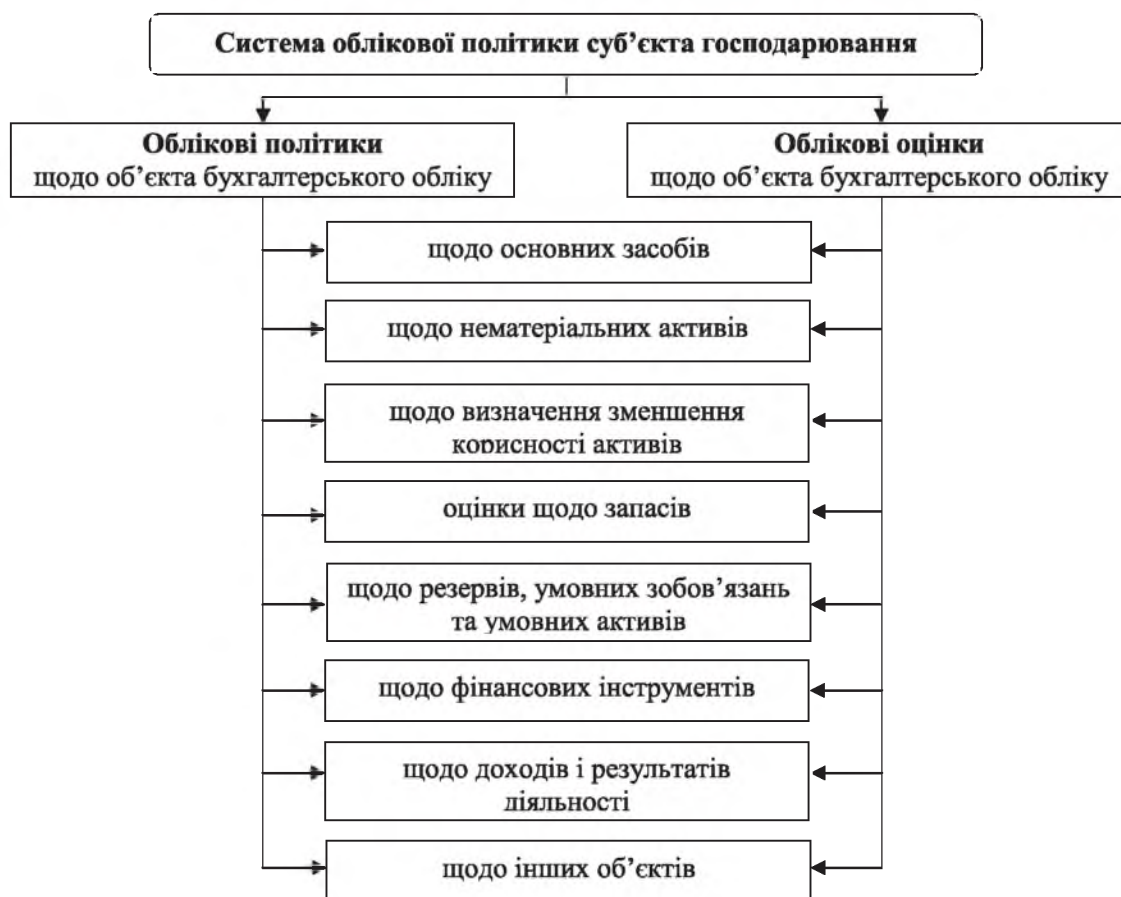 Система облікової політики суб’єкта господарювання
Облікові політики
щодо об’єкта бухгалтерського обліку
Облікові оцінки
щодо об’єкта бухгалтерського обліку
щодо основних засобів
щодо нематеріальних активів
щодо визначення зменшення
корисності активів
оцінки щодо запасів
щодо резервів, умовних зобов’язань
та умовних активів
щодо фінансових інструментів
щодо доходів і результатів
діяльності
щодо інших об’єктів